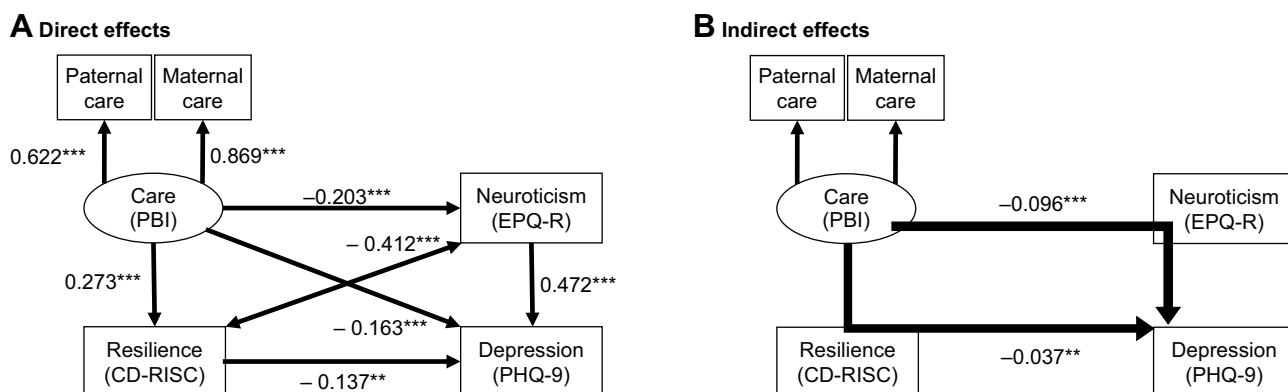 A Direct effects
Paternal care
Maternal care
0.622***
0.869***
Care
(PBI)
–0.203***
Neuroticism
(EPQ-R)
– 0.412***
0.273***
0.472***
– 0.163***
Resilience
(CD-RISC)
– 0.137**
Depression
(PHQ-9)
B Indirect effects
Paternal care
Maternal care
Care
(PBI)
–0.096***
Neuroticism
(EPQ-R)
Resilience
(CD-RISC)
–0.037**
Depression
(PHQ-9)